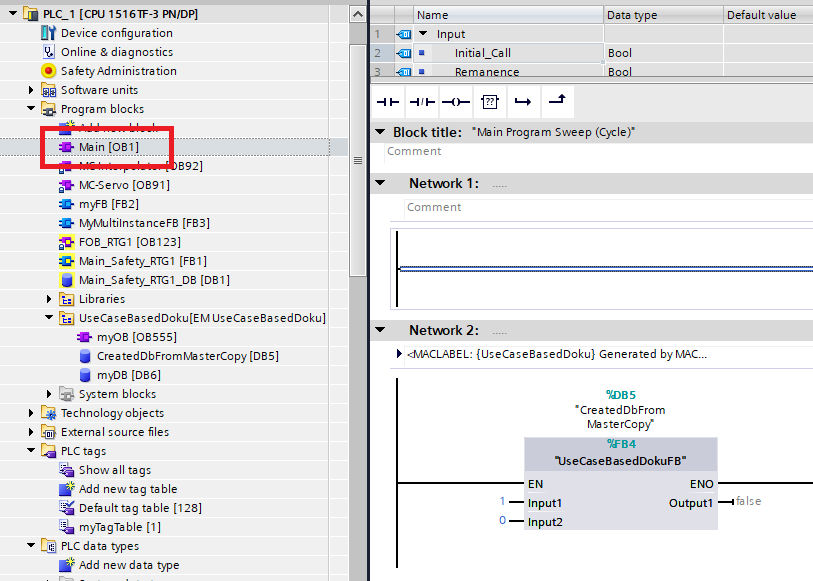 PLC_1 [CPU 1516TF-3 PN/DP]
Device configuration
Online & diagnostics
Safety Administration
Software units
Program blocks
Add new block
Main [OB1]
MC-Interpolator [OB92]
MC-Servo [OB91]
myFB [FB2]
MyMultiInstanceFB [FB3]
FOB_RTG1 [OB123]
Main_Safety_RTG1 [FB1]
Main_Safety_RTG1_DB [DB1]
Libraries
UseCaseBasedDoku[EM UseCaseBasedDoku]
myOB [OB555]
CreatedDbFromMasterCopy [DB5]
myDB [DB6]
System blocks
Technology objects
External source files
PLC tags
Show all tags
Add new tag table
Default tag table [128]
myTagTable [1]
PLC data types
Add new data type
Name Data type Default value
1 Input
2 Initial_Call Bool
3 Remanence Bool
??
Block title: "Main Program Sweep (Cycle)"
Comment
Network 1: .....
Comment
Network 2: .....
<MACLABEL: {UseCaseBasedDoku} Generated by MAC...
%DB5
"CreatedDbFrom
MasterCopy"
%FB4
"UseCaseBasedDokuFB"
EN ENO
1 Input1 Output1 false
0 Input2